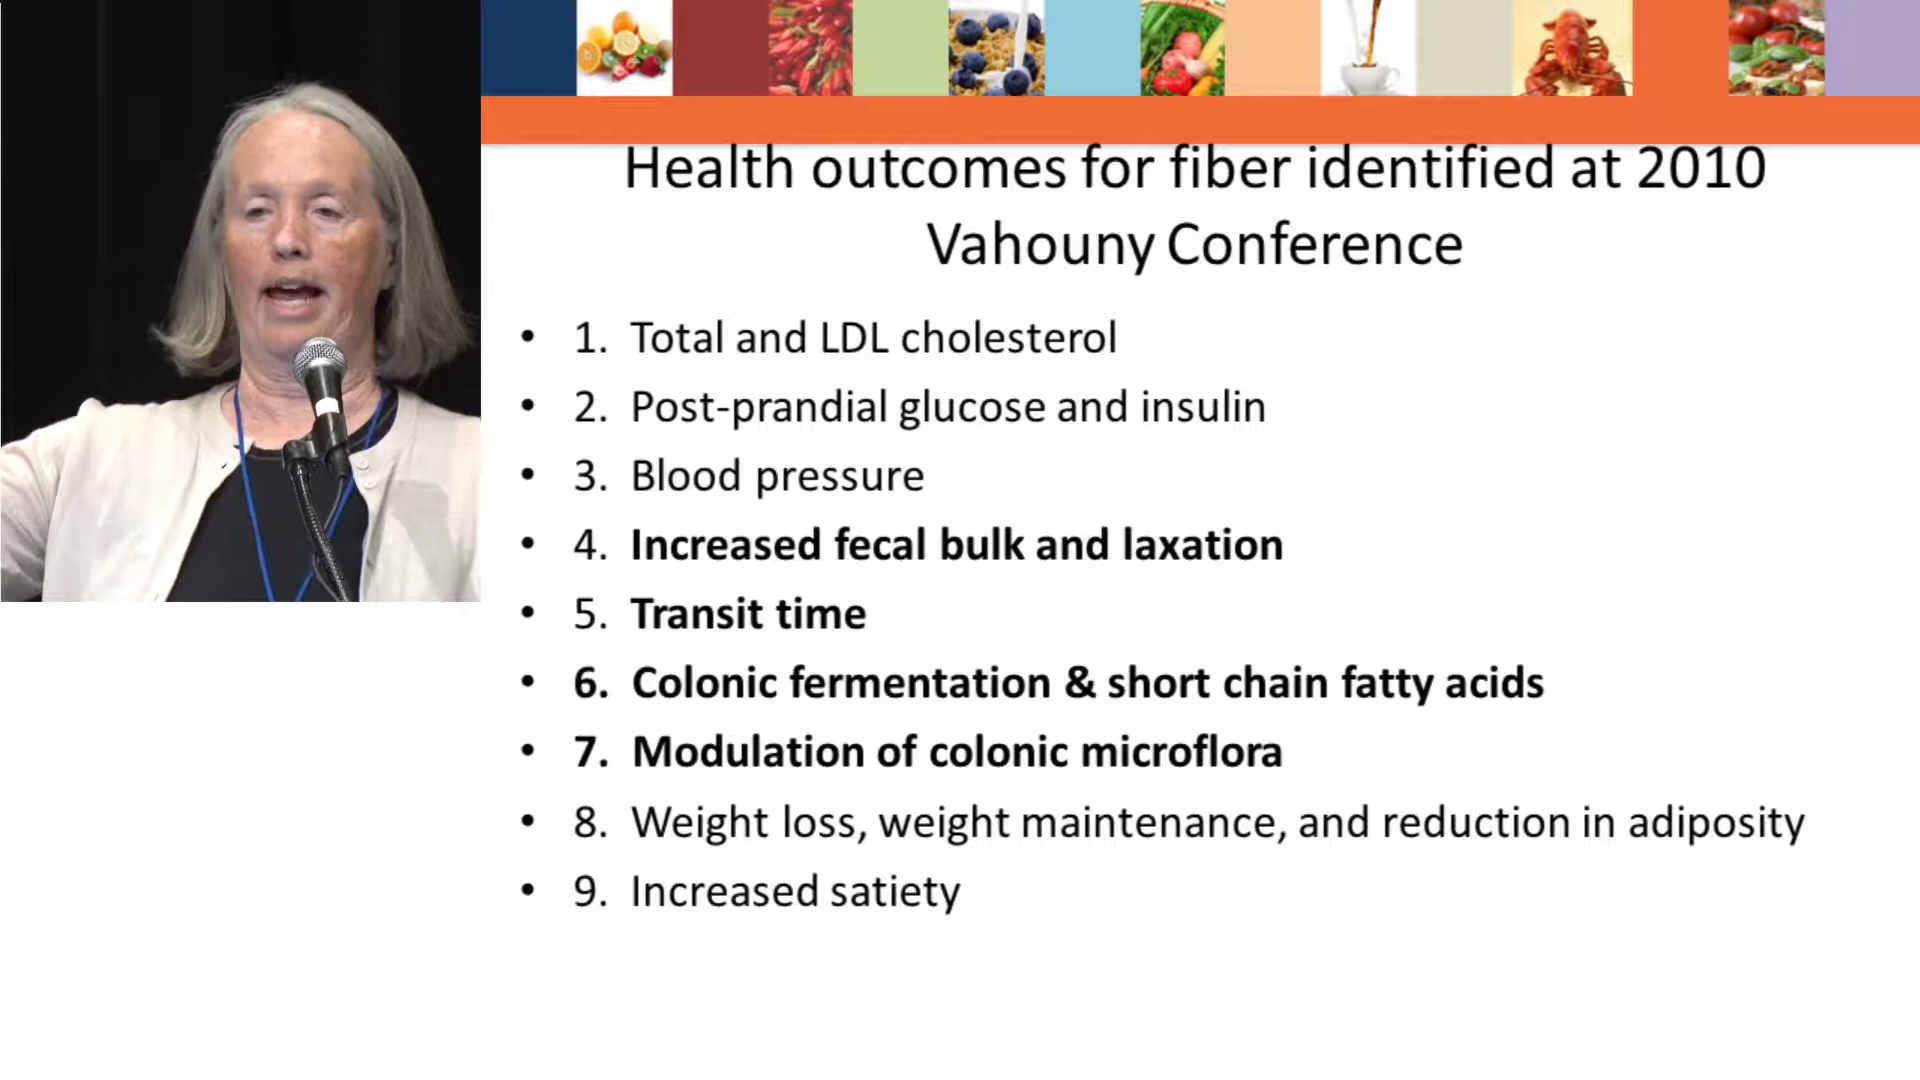 Health outcomes for fiber identified at 2010
Vahouny Conference
• 1. Total and LDL cholesterol
• 2. Post-prandial glucose and insulin
• 3. Blood pressure
• 4. Increased fecal bulk and laxation
• 5. Transit time
• 6. Colonic fermentation & short chain fatty acids
• 7. Modulation of colonic microflora
• 8. Weight loss, weight maintenance, and reduction in adiposity
• 9. Increased satiety